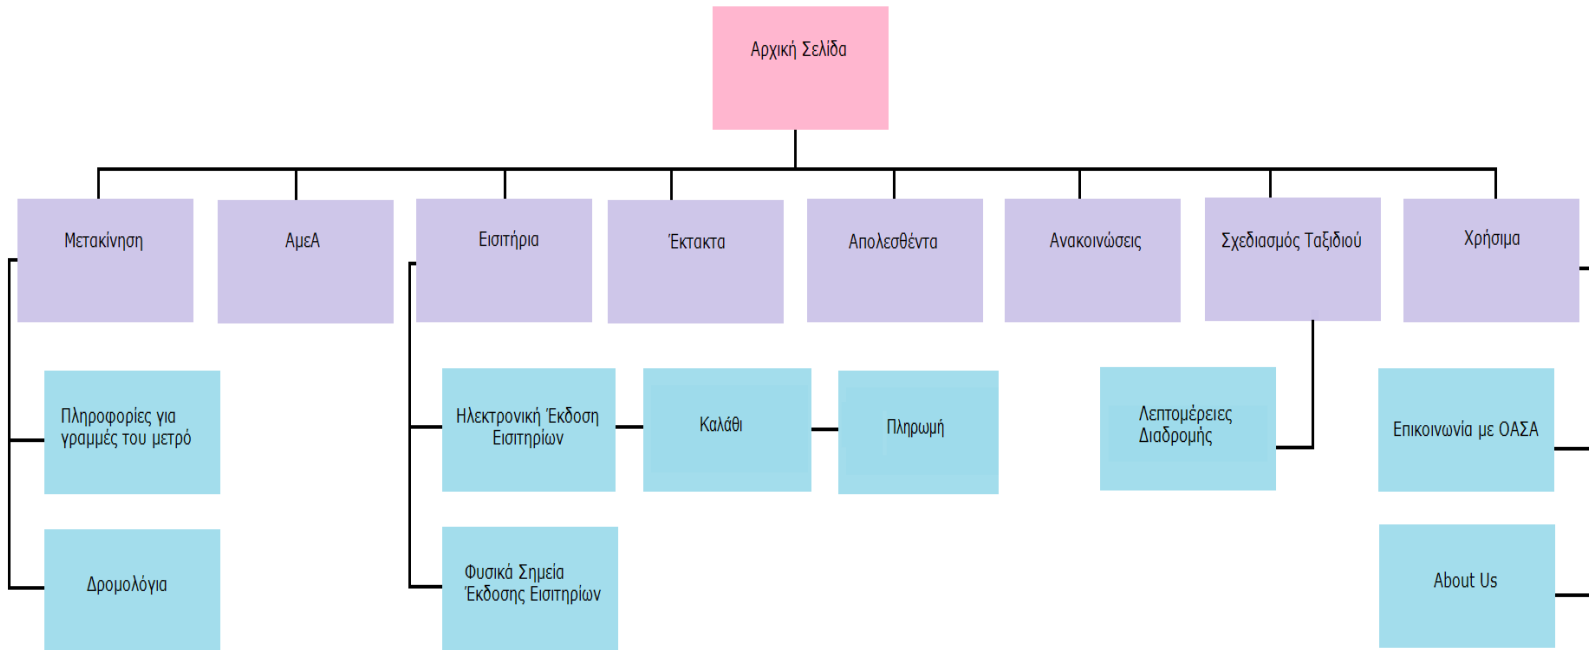 Αρχική Σελίδα
Μετακίνηση
ΑμεΑ
Εισιτήρια
Έκτακτα
Απολεσθέντα
Ανακοινώσεις
Σχεδιασμός Ταξιδιού
Χρήσιμα
Πληροφορίες για
γραμμές του μετρό
Ηλεκτρονική Έκδοση
Εισιτηρίων
Καλάθι
Πληρωμή
Λεπτομέρειες
Διαδρομής
Επικοινωνία με ΟΑΣΑ
Δρομολόγια
Φυσικά Σημεία
Έκδοσης Εισιτηρίων
About Us